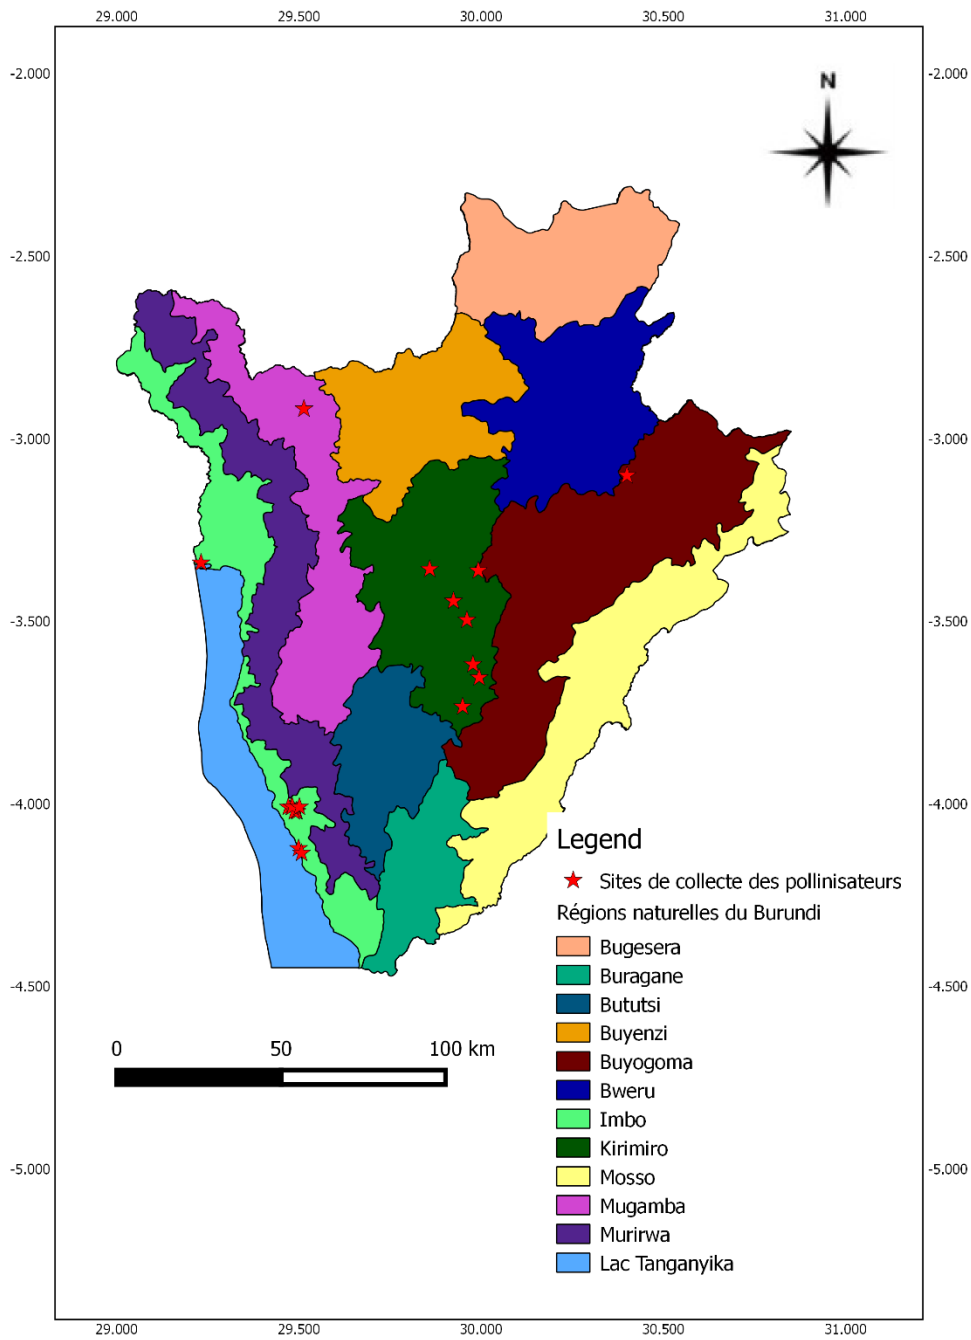 29.000 29.500 30.000 30.500 31.000
-2.000 -2.000
N
-2.500 -2.500
-3.000 -3.000
-3.500 -3.500
-4.000 -4.000
Legend
Sites de collecte des pollinisateurs
Régions naturelles du Burundi
Bugesera
Buragane
-4.500 -4.500
Bututsi
Buyenzi
0 50 100 km
Buyogoma
Bweru
Imbo
Kirimiro
-5.000 -5.000
Mosso
Mugamba
Murirwa
Lac Tanganyika
29.000 29.500 30.000 30.500 31.000